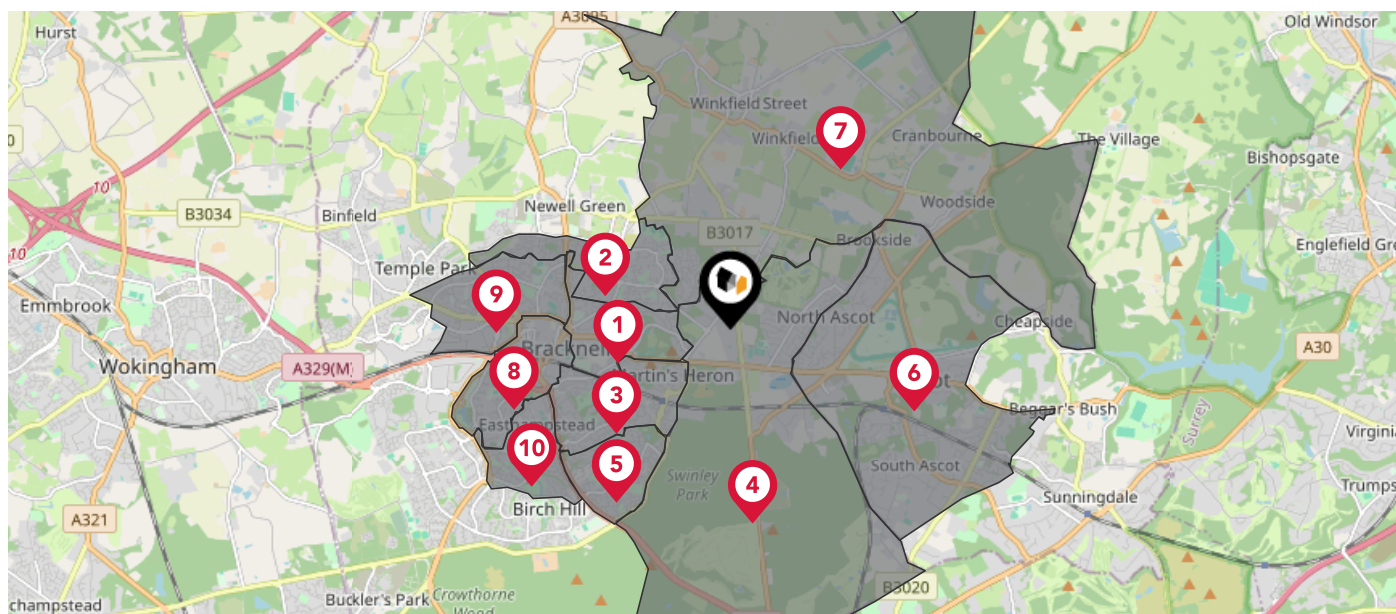 A3095
Old Windsor
Hurst
Winkfield Street
7
Winkfield
Cranbourne
The Village
10
Bishopsgate
Woodside
Binfield
B3034
Newell Green
B3017
Brookside
Englefield Gr
10
2
Temple Park
9
Emmbrook
1
North Ascot
Cheapside
Bracknell
A30
Wokingham
A329(M)
8
Martin's Heron
6
3
Beggar's Bush
Surrey
Easthampstead
Virginia
10
5
South Ascot
Swinley
Park
4
Sunningdale
Trumps
Birch Hill
A321
B3020
Buckler's Park
Crowthorne
Wood
champstead